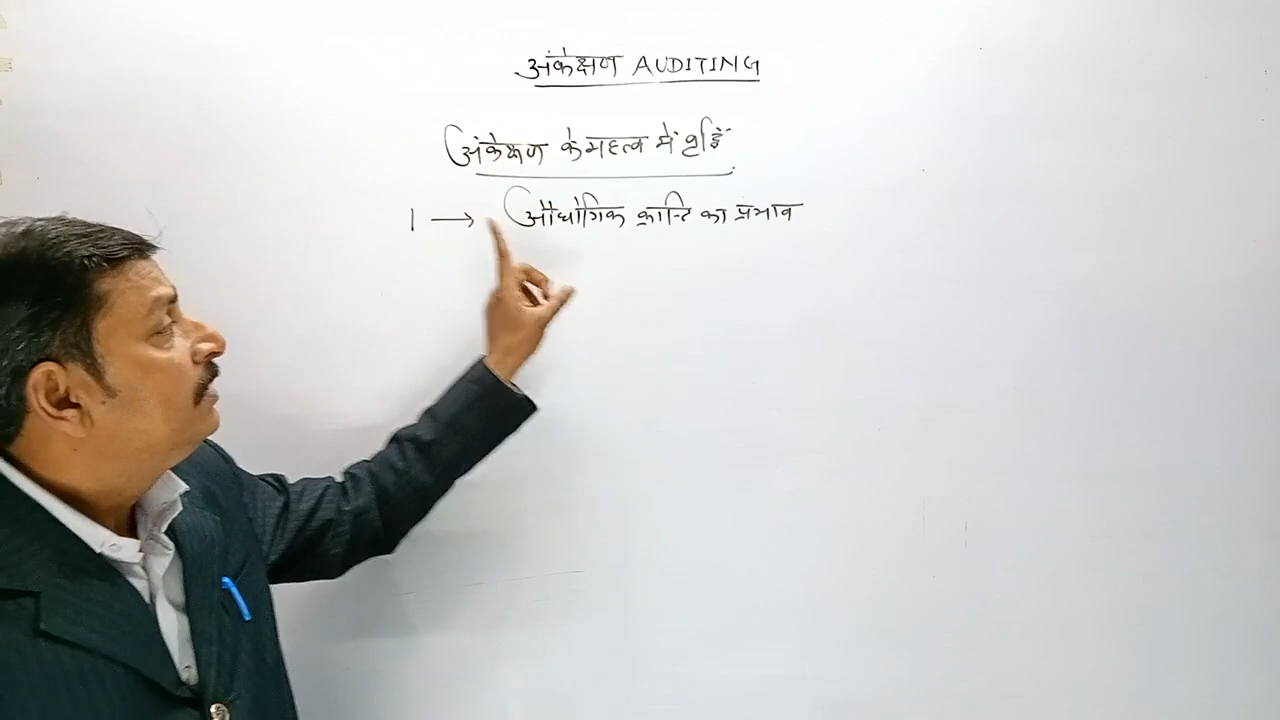 अंकेक्षण AUDITING
अंकेक्षण के महत्व में वृद्धि
1 → औद्योगिक क्रान्ति का प्रभाव